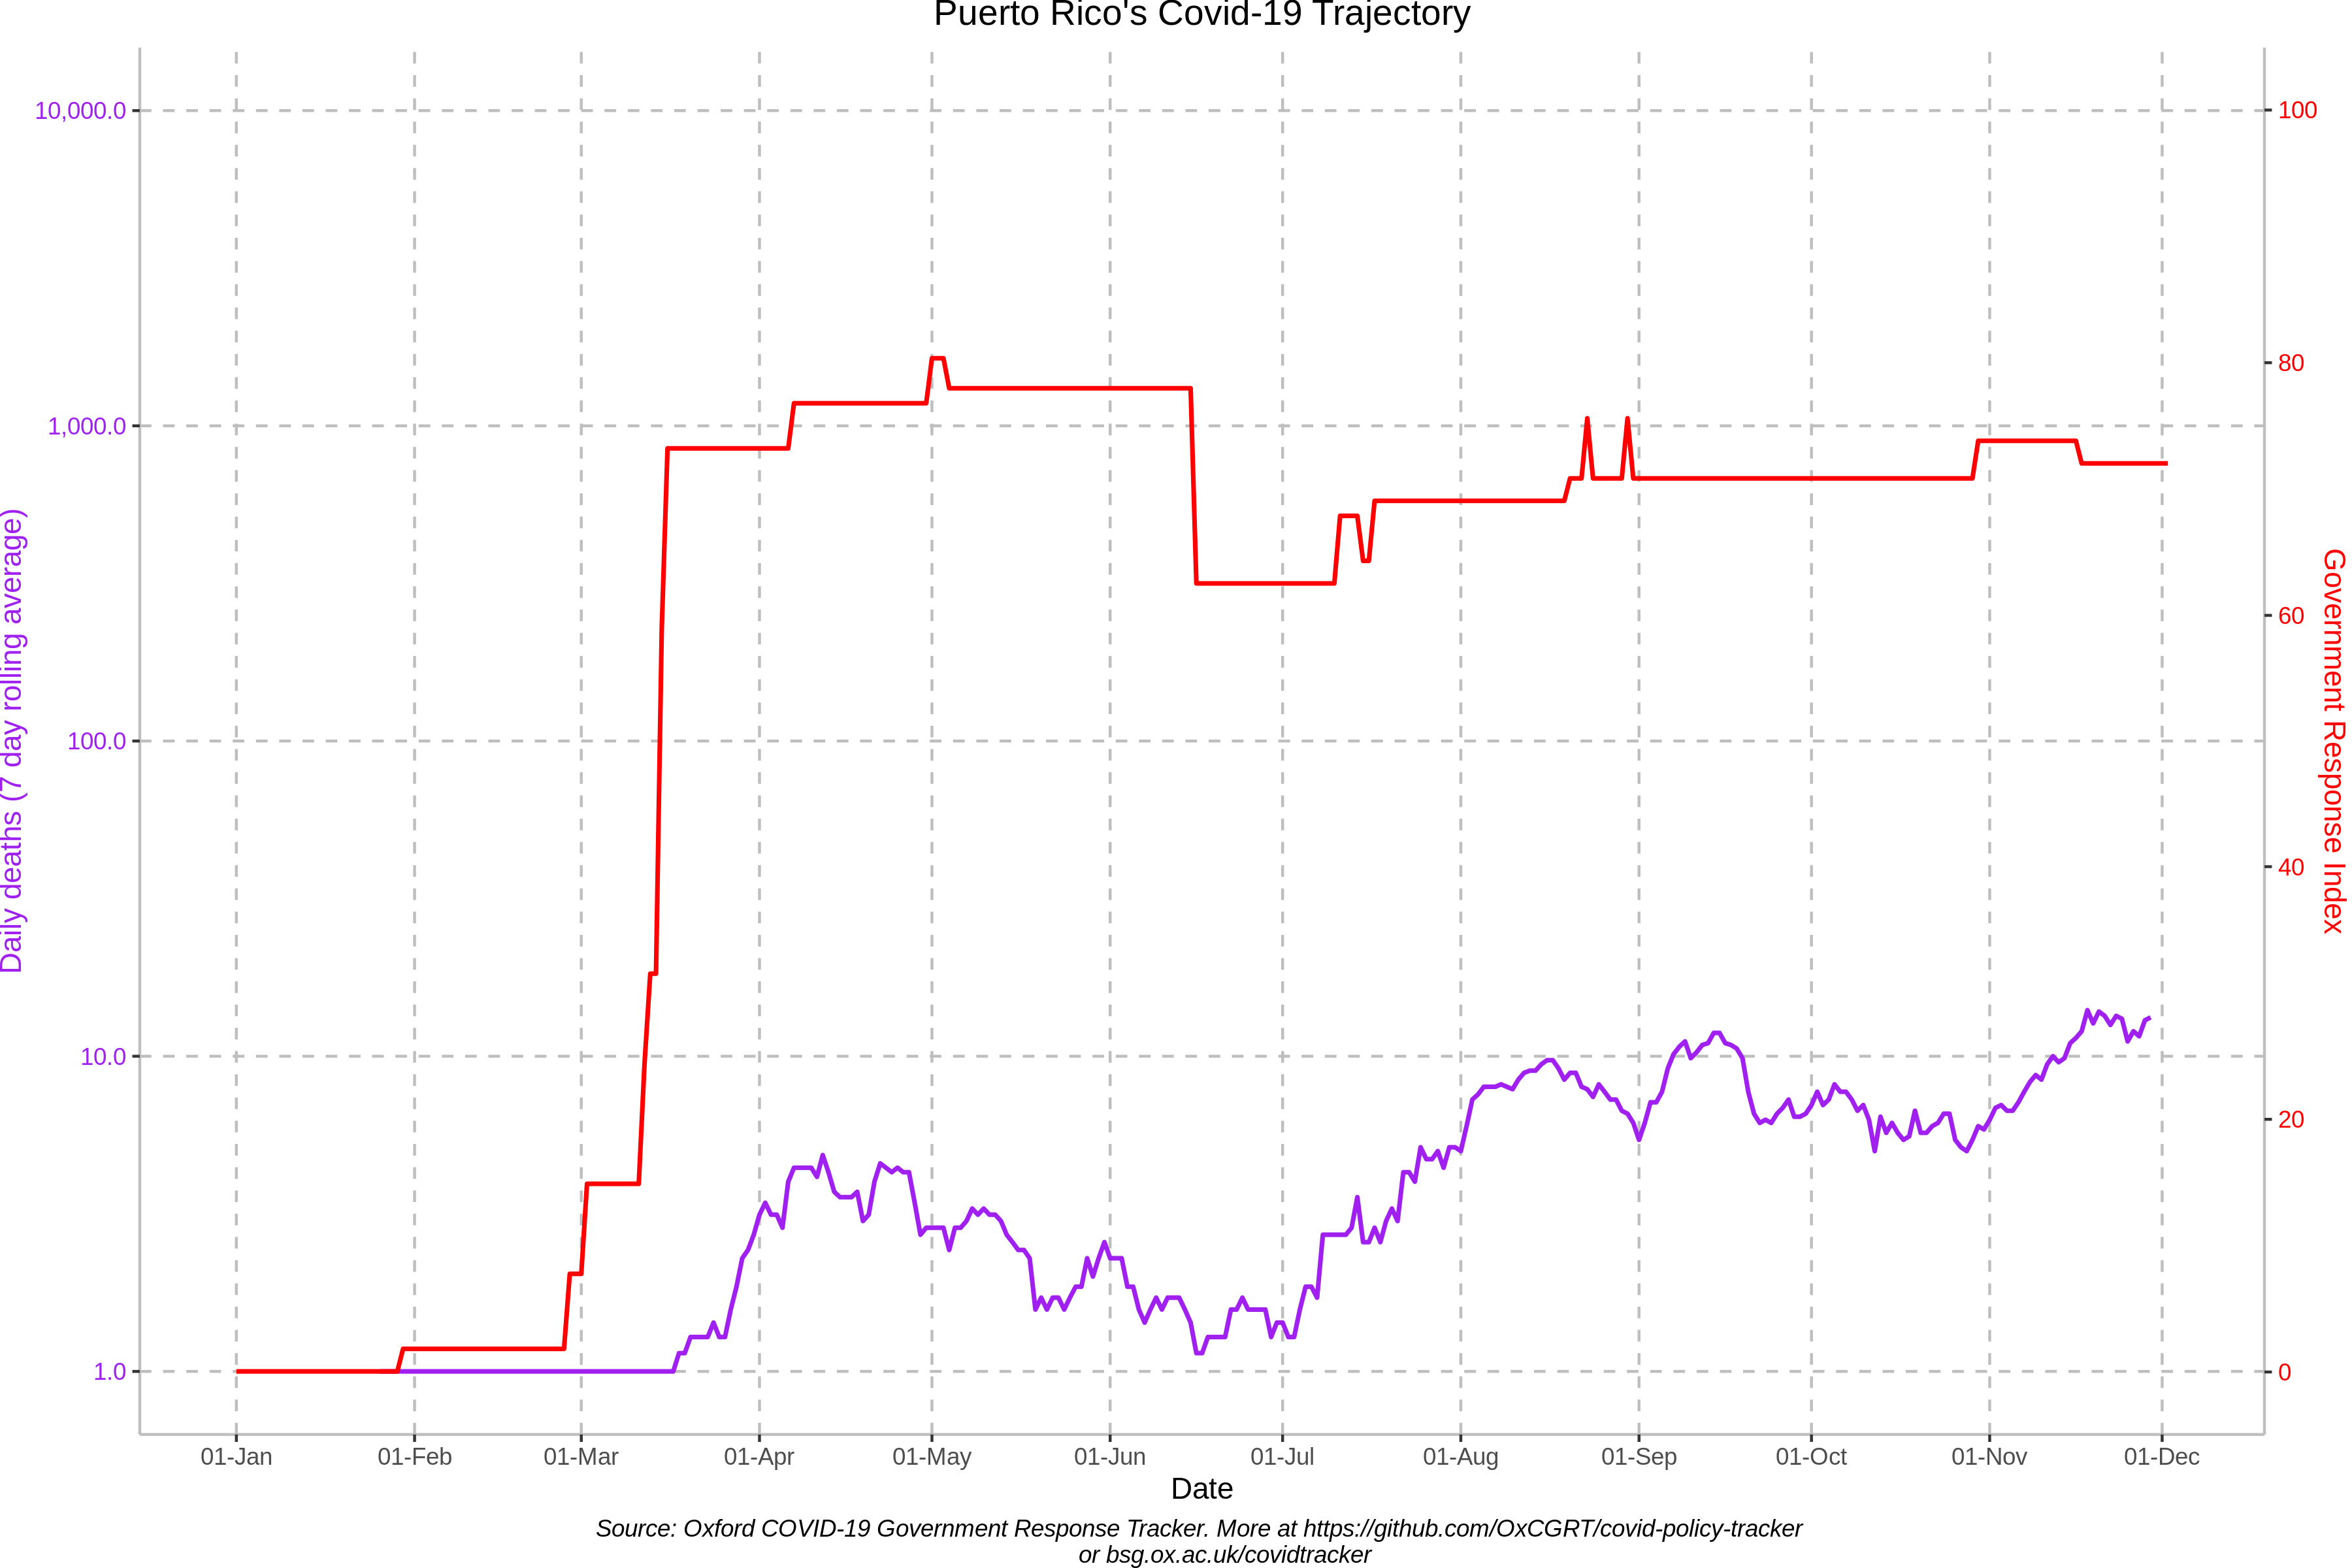 Puerto Rico's Covid-19 Trajectory
10,000.0
1,000.0
100.0
10.0
1.0
Daily deaths (7 day rolling average)
100
80
60
40
20
0
Government Response Index
01-Jan 01-Feb 01-Mar 01-Apr 01-May 01-Jun 01-Jul 01-Aug 01-Sep 01-Oct 01-Nov 01-Dec
Date
Source: Oxford COVID-19 Government Response Tracker. More at https://github.com/OxCGRT/covid-policy-tracker
or bsg.ox.ac.uk/covidtracker